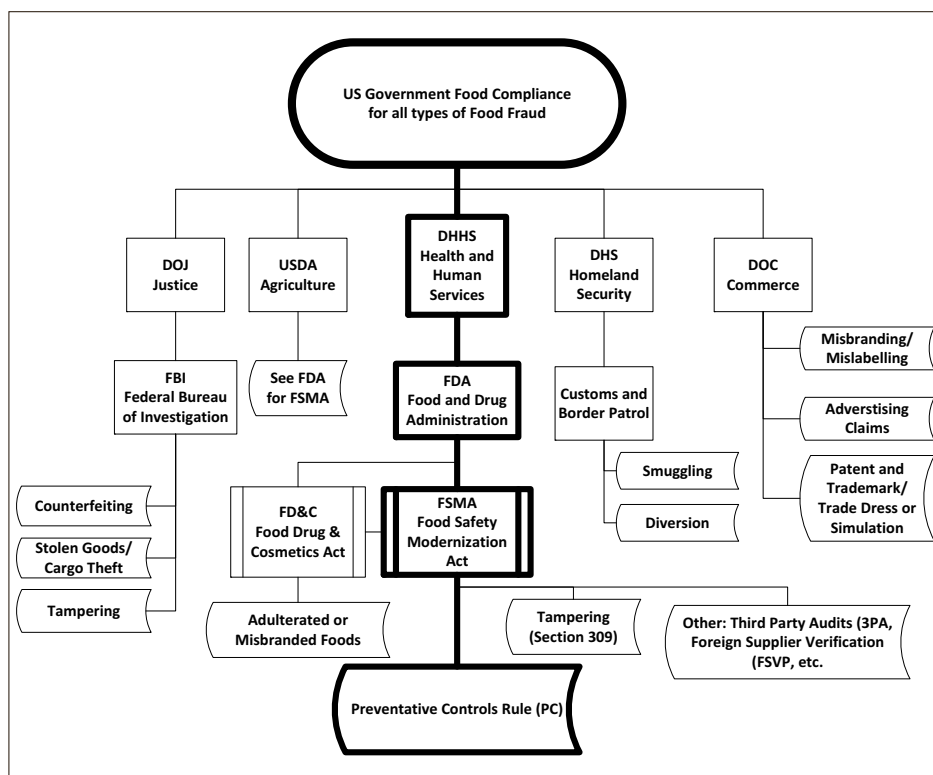 US Government Food Compliance
for all types of Food Fraud
DOJ
Justice
USDA
Agriculture
DHHS
Health and
Human
Services
DHS
Homeland
Security
DOC
Commerce
FBI
Federal Bureau
of Investigation
See FDA
for FSMA
FDA
Food and Drug
Administration
Customs and
Border Patrol
Misbranding/
Mislabelling
Adverstising
Claims
Patent and
Trademark/
Trade Dress or
Simulation
Counterfeiting
Stolen Goods/
Cargo Theft
Tampering
FD&C
Food Drug &
Cosmetics Act
FSMA
Food Safety
Modernization
Act
Smuggling
Diversion
Adulterated or
Misbranded Foods
Tampering
(Section 309)
Other: Third Party Audits (3PA,
Foreign Supplier Verification
(FSVP, etc.
Preventative Controls Rule (PC)